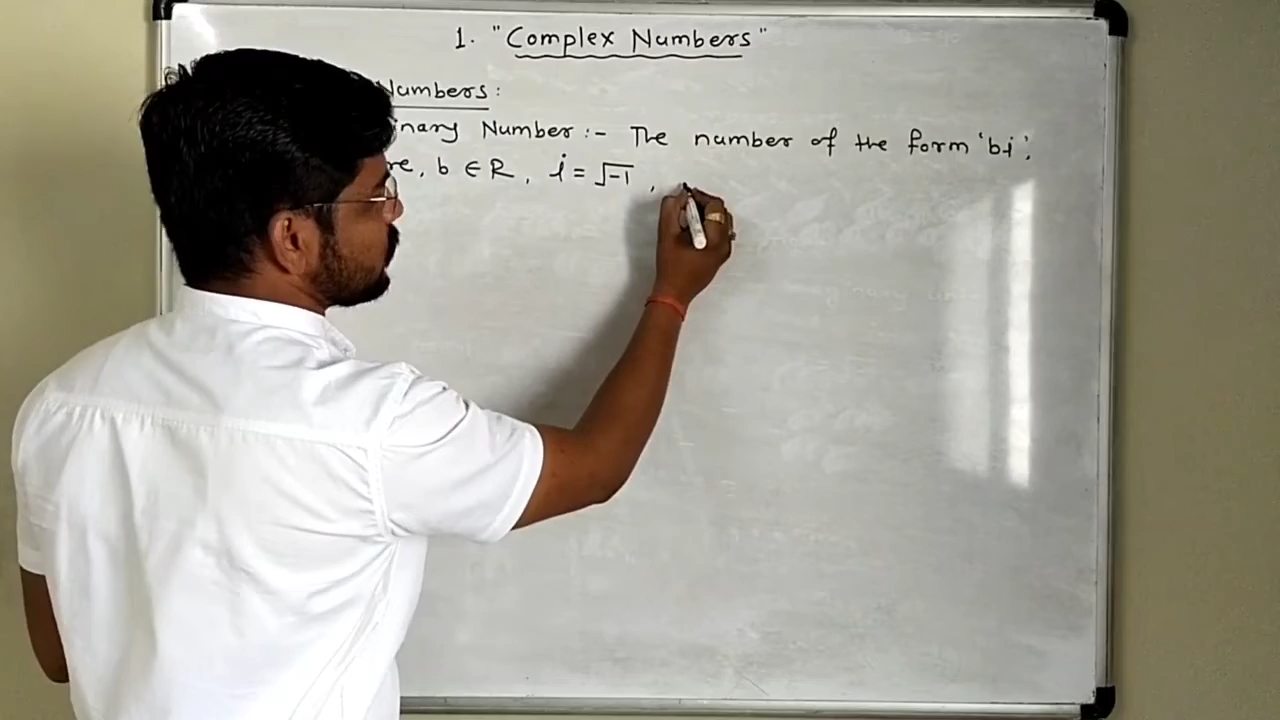 1. "Complex Numbers"
Numbers:
Number:- The number of the form 'bi',
b ∈ R, i = √-1,